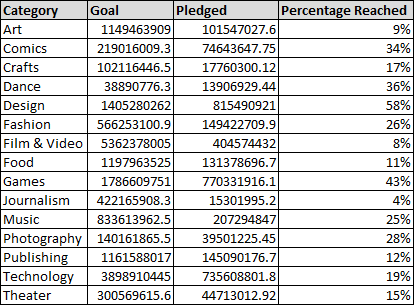 Category Goal Pledged Percentage Reached
Art 1149463909 101547027.6 9%
Comics 219016009.3 74643647.75 34%
Crafts 102116446.5 17760300.12 17%
Dance 38890776.3 13906929.44 36%
Design 1405280262 815490921 58%
Fashion 566253100.9 149422709.9 26%
Film & Video 5362378005 404574432 8%
Food 1197963525 131378696.7 11%
Games 1786609751 770331916.1 43%
Journalism 422165908.3 15301995.2 4%
Music 833613962.5 207294847 25%
Photography 140161865.5 39501225.45 28%
Publishing 1161588017 145090176.7 12%
Technology 3898910445 735608801.8 19%
Theater 300569615.6 44713012.92 15%